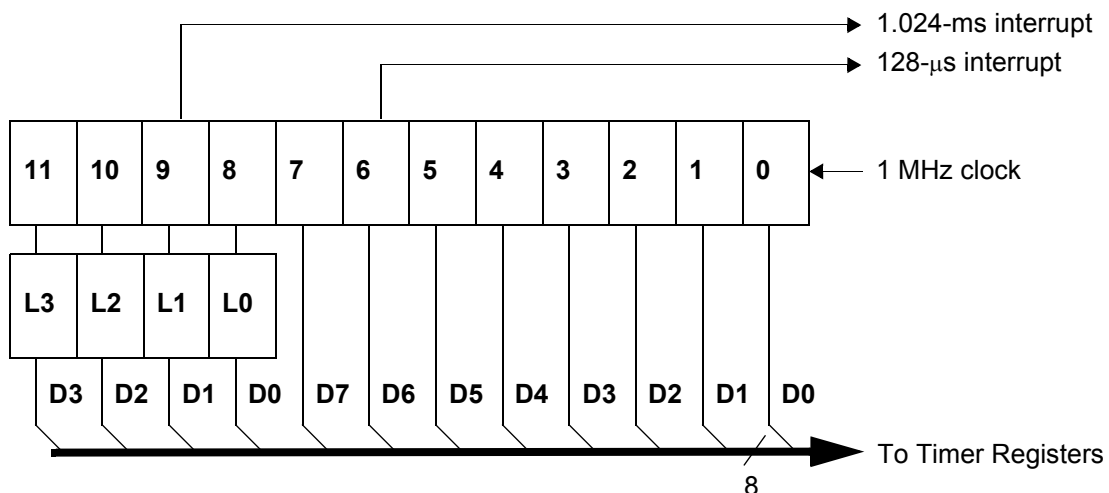 1.024-ms interrupt
128-μs interrupt
11 10 9 8 7 6 5 4 3 2 1 0
1 MHz clock
L3 L2 L1 L0
D3 D2 D1 D0 D7 D6 D5 D4 D3 D2 D1 D0
To Timer Registers
8